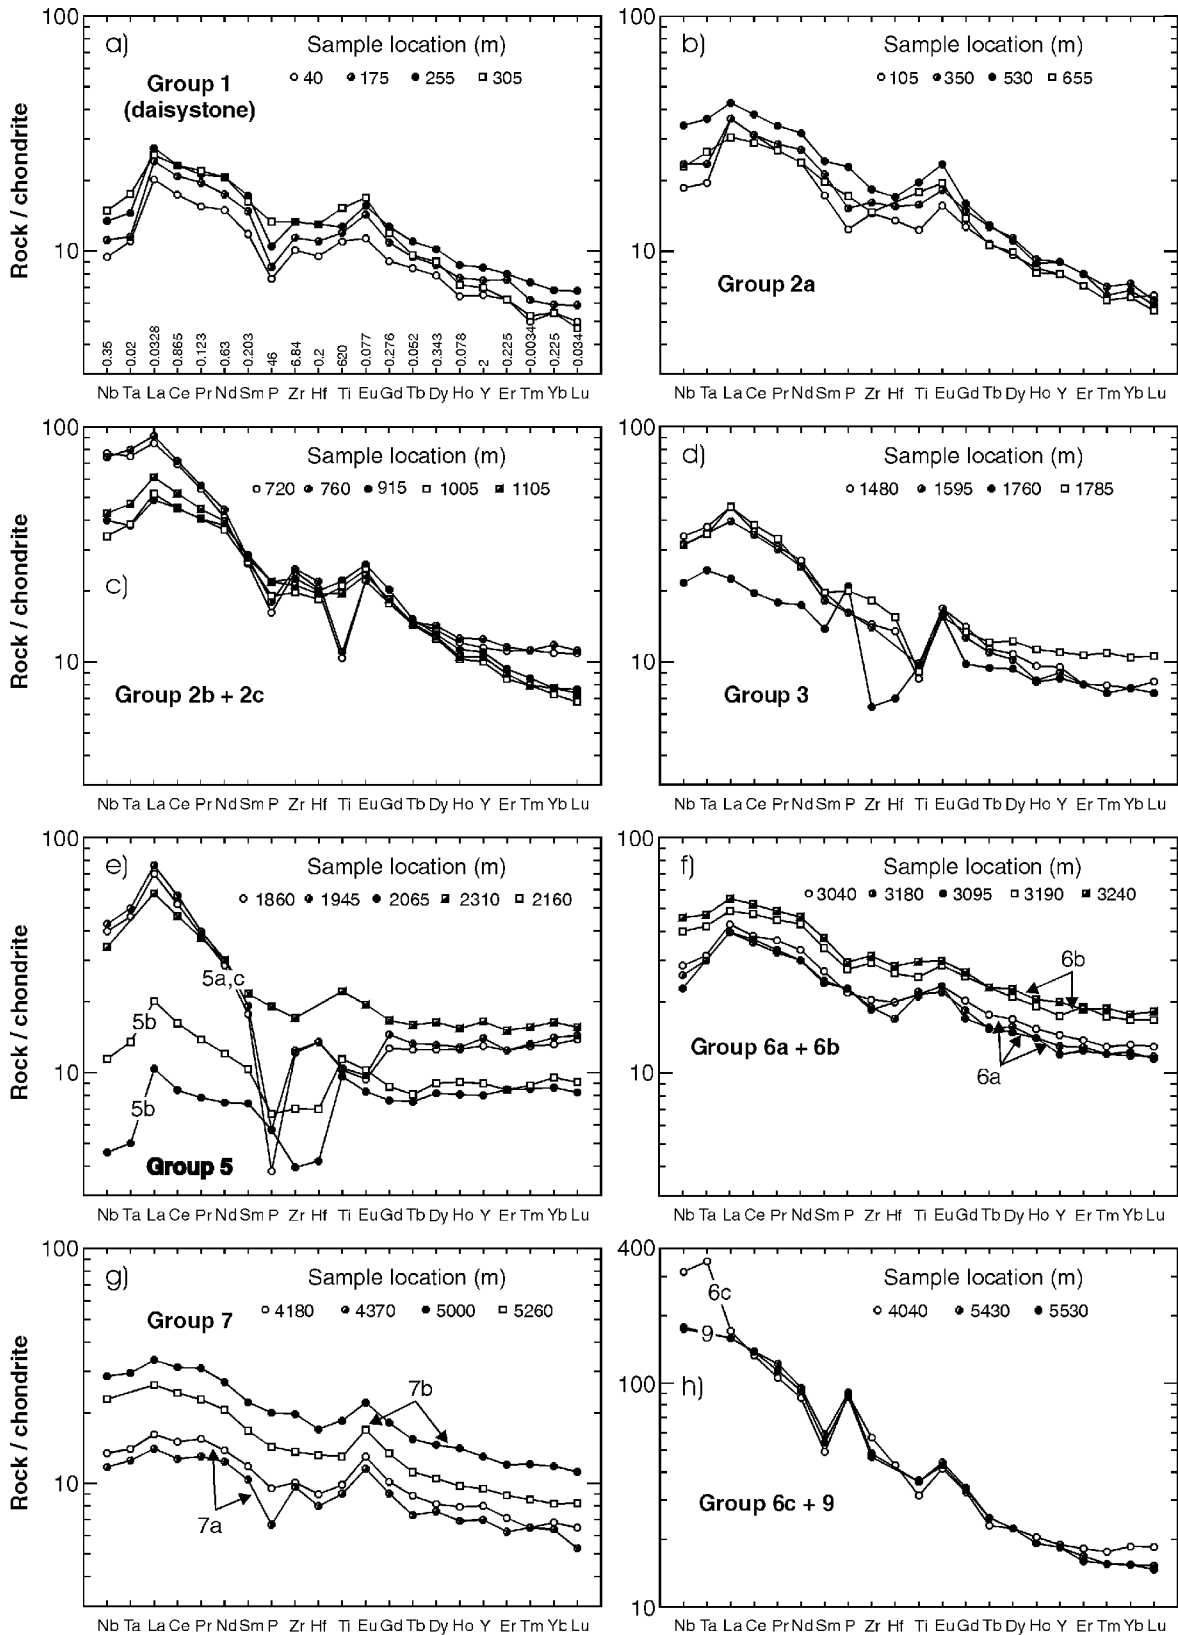 a)
Sample location (m)
40 175 255 305
Group 1
(daisystone)
Rock / chondrite
100
10
0.35 0.02 0.0328 0.865 0.123 0.63 0.203 46 6.84 0.2 620 0.077 0.276 0.052 0.343 0.078 2 0.225 0.0034 0.225 0.034
Nb Ta La Ce Pr Nd Sm P Zr Hf Ti Eu Gd Tb Dy Ho Y Er Tm Yb Lu
b)
Sample location (m)
105 350 530 655
Group 2a
100
10
Nb Ta La Ce Pr Nd Sm P Zr Hf Ti Eu Gd Tb Dy Ho Y Er Tm Yb Lu
c)
Sample location (m)
720 760 915 1005 1105
Group 2b + 2c
Rock / chondrite
100
10
Nb Ta La Ce Pr Nd Sm P Zr Hf Ti Eu Gd Tb Dy Ho Y Er Tm Yb Lu
d)
Sample location (m)
1480 1595 1760 1785
Group 3
100
10
Nb Ta La Ce Pr Nd Sm P Zr Hf Ti Eu Gd Tb Dy Ho Y Er Tm Yb Lu
e)
Sample location (m)
1860 1945 2065 2310 2160
5a,c
5b
5b
Group 5
Rock / chondrite
100
10
Nb Ta La Ce Pr Nd Sm P Zr Hf Ti Eu Gd Tb Dy Ho Y Er Tm Yb Lu
f)
Sample location (m)
3040 3180 3095 3190 3240
6b
6a
Group 6a + 6b
100
10
Nb Ta La Ce Pr Nd Sm P Zr Hf Ti Eu Gd Tb Dy Ho Y Er Tm Yb Lu
g)
Sample location (m)
4180 4370 5000 5260
Group 7
7b
7a
Rock / chondrite
100
10
Nb Ta La Ce Pr Nd Sm P Zr Hf Ti Eu Gd Tb Dy Ho Y Er Tm Yb Lu
h)
Sample location (m)
4040 5430 5530
6c
9
Group 6c + 9
400
100
10
Nb Ta La Ce Pr Nd Sm P Zr Hf Ti Eu Gd Tb Dy Ho Y Er Tm Yb Lu